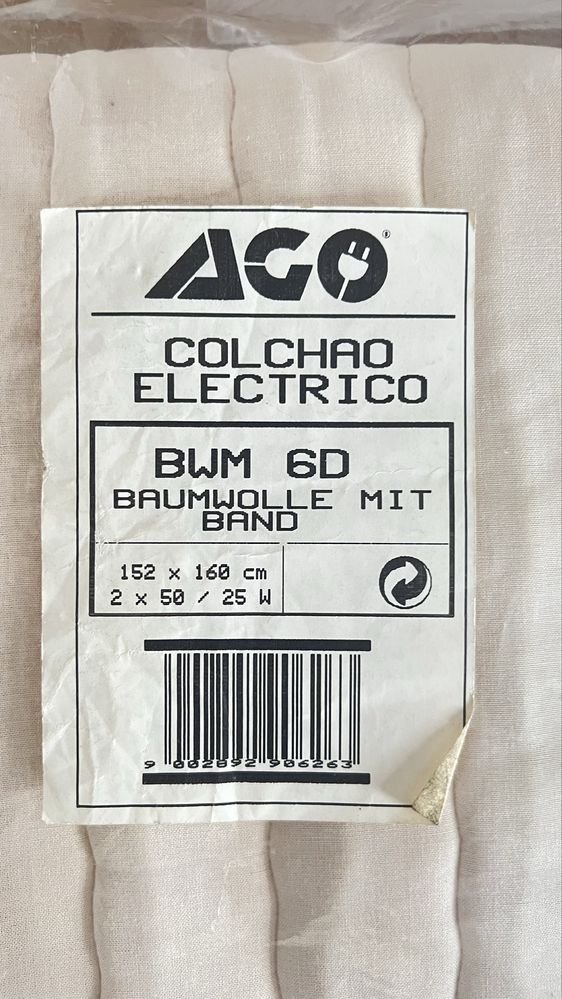 AGO®
COLCHAO
ELECTRICO
BWM 6D
BAUMWOLLE MIT
BAND
152 x 160 cm
2 x 50 / 25 W
9 002892 906263